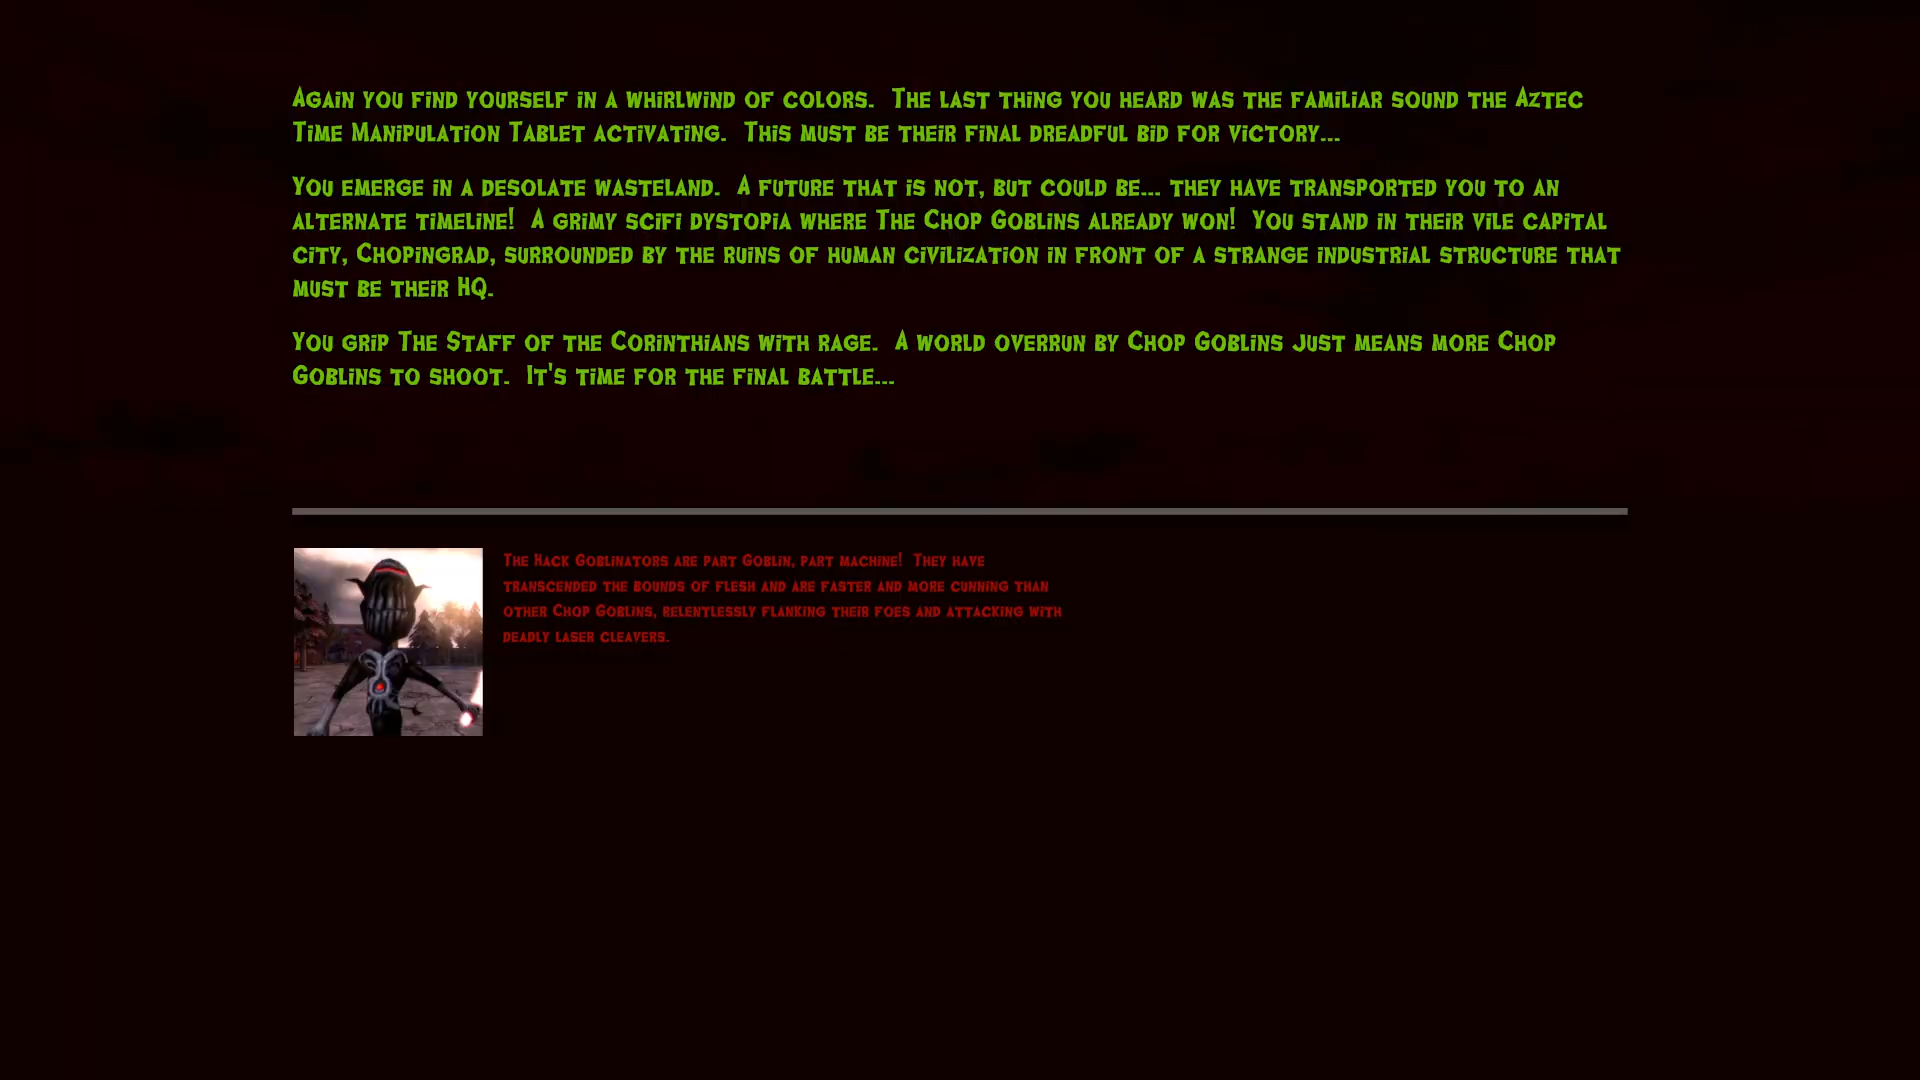 Again you find yourself in a whirlwind of colors.  The last thing you heard was the familiar sound the Aztec
Time Manipulation Tablet activating.  This must be their final dreadful bid for victory...
You emerge in a desolate wasteland.  A future that is not, but could be... they have transported you to an
alternate timeline!  A grimy scifi dystopia where The Chop Goblins already won!  You stand in their vile capital
city, Chopingrad, surrounded by the ruins of human civilization in front of a strange industrial structure that
must be their HQ.
You grip The Staff of the Corinthians with rage.  A world overrun by Chop Goblins just means more Chop
Goblins to shoot.  It's time for the final battle...
The Hack Goblinators are part Goblin, part machine!  They have
transcended the bounds of flesh and are faster and more cunning than
other Chop Goblins, relentlessly flanking their foes and attacking with
deadly laser cleavers.